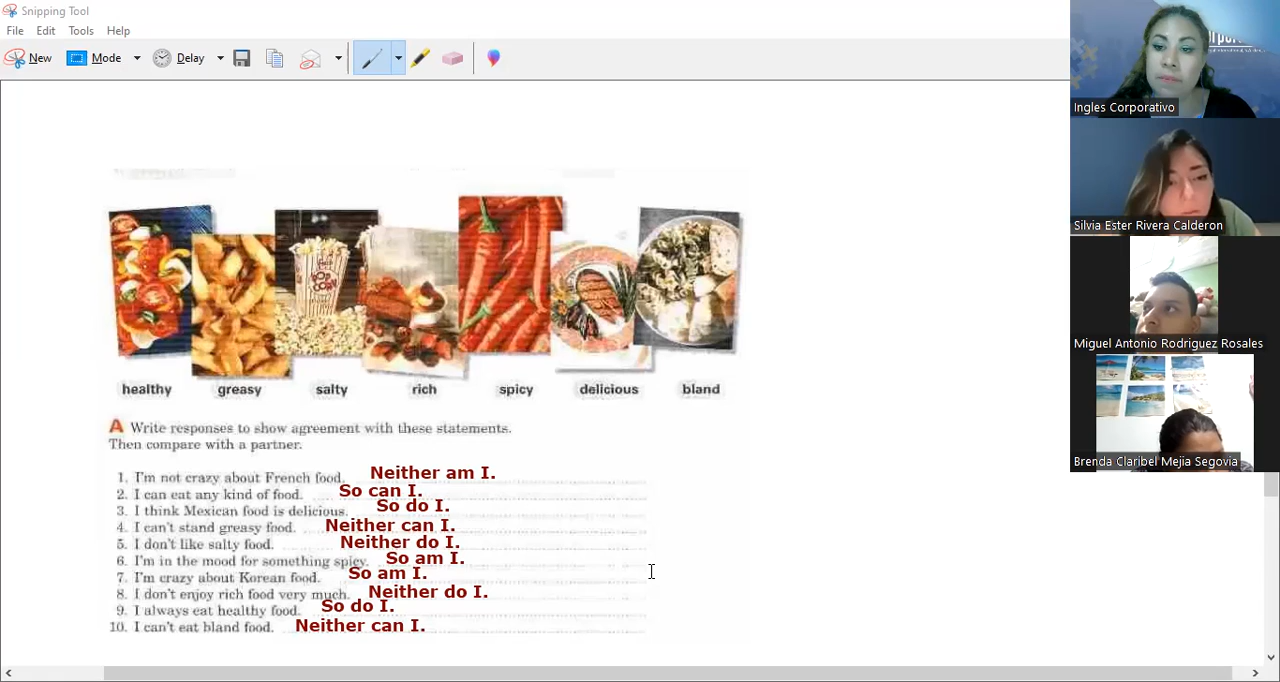 Snipping Tool
File Edit Tools Help
New Mode Delay
Ingles Corporativo
Silvia Ester Rivera Calderon
Miguel Antonio Rodriguez Rosales
Brenda Claribel Mejia Segovia
POP CORN
healthy greasy salty rich spicy delicious bland
A Write responses to show agreement with these statements.
Then compare with a partner.
1. I'm not crazy about French food. Neither am I.
2. I can eat any kind of food. So can I.
3. I think Mexican food is delicious. So do I.
4. I can't stand greasy food. Neither can I.
5. I don't like salty food. Neither do I.
6. I'm in the mood for something spicy. So am I.
7. I'm crazy about Korean food. So am I.
8. I don't enjoy rich food very much. Neither do I.
9. I always eat healthy food. So do I.
10. I can't eat bland food. Neither can I.